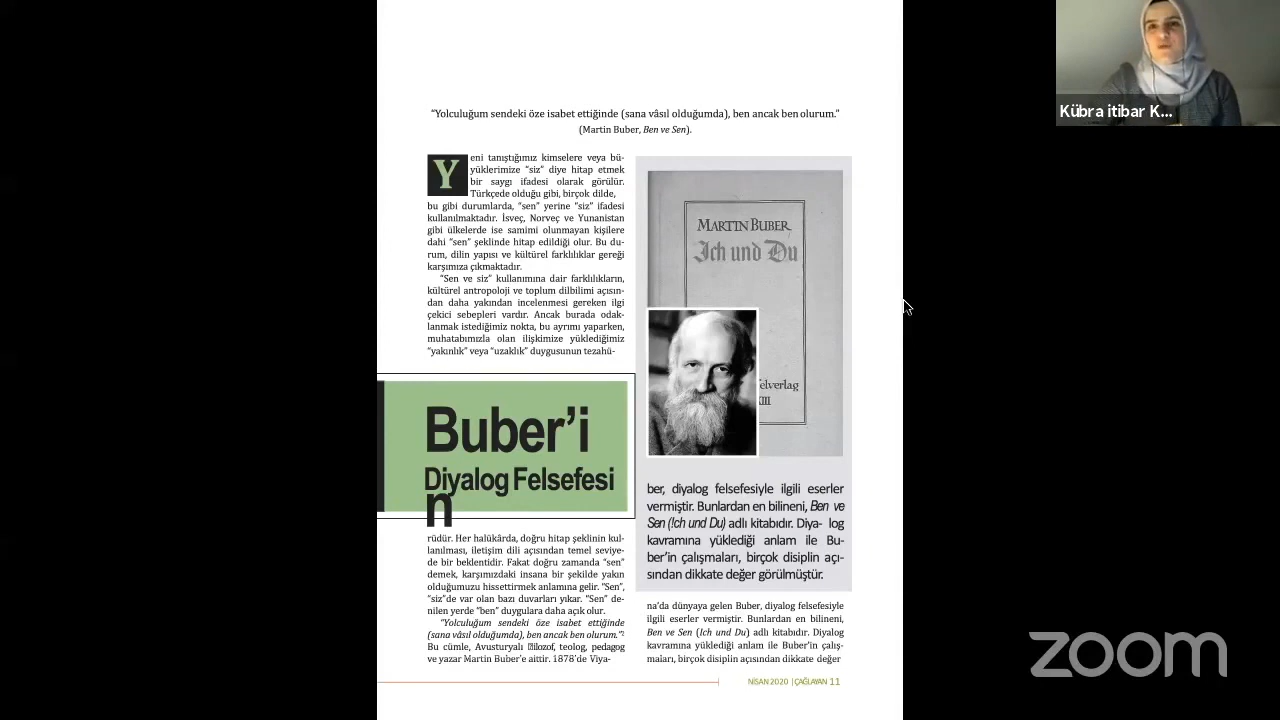 "Yolculuğum sendeki öze isabet ettiğinde (sana vâsıl olduğumda), ben ancak ben olurum."
(Martin Buber, Ben ve Sen).
Yeni tanıştığımız kimselere veya bü-
yüklerimize "siz" diye hitap etmek
bir saygı ifadesi olarak görülür.
Türkçede olduğu gibi, birçok dilde,
bu gibi durumlarda, "sen" yerine "siz" ifadesi
kullanılmaktadır. İsveç, Norveç ve Yunanistan
gibi ülkelerde ise samimi olunmayan kişilere
dahi "sen" şeklinde hitap edildiği olur. Bu du-
rum, dilin yapısı ve kültürel farklılıklar gereği
karşımıza çıkmaktadır.
"Sen ve siz" kullanımına dair farklılıkların,
kültürel antropoloji ve toplum dilbilimi açısın-
dan daha yakından incelenmesi gereken ilgi
çekici sebepleri vardır. Ancak burada odak-
lanmak istediğimiz nokta, bu ayrımı yaparken,
muhatabımızla olan ilişkimize yüklediğimiz
"yakınlık" veya "uzaklık" duygusunun tezahü-
Buber'i
n
Diyalog Felsefesi
rüdür. Her halükârda, doğru hitap şeklinin kul-
lanılması, iletişim dili açısından temel seviye-
de bir beklentidir. Fakat doğru zamanda "sen"
demek, karşımızdaki insana bir şekilde yakın
olduğumuzu hissettirmek anlamına gelir. "Sen",
"siz"de var olan bazı duvarları yıkar. "Sen" de-
nilen yerde "ben" duygulara daha açık olur.
"Yolculuğum sendeki öze isabet ettiğinde
(sana vâsıl olduğumda), ben ancak ben olurum."
Bu cümle, Avusturyalı ilozof, teolog, pedagog
ve yazar Martin Buber'e aittir. 1878'de Viya-
MARTIN BUBER
Ich und Du
felverlag
XIII
ber, diyalog felsefesiyle ilgili eserler
vermiştir. Bunlardan en bilineni, Ben ve
Sen (!ch und Du) adlı kitabıdır. Diya- log
kavramına yüklediği anlam ile Bu-
ber'in çalışmaları, birçok disiplin açı-
sından dikkate değer görülmüştür.
na'da dünyaya gelen Buber, diyalog felsefesiyle
ilgili eserler vermiştir. Bunlardan en bilineni,
Ben ve Sen (Ich und Du) adlı kitabıdır. Diyalog
kavramına yüklediği anlam ile Buber'in çalış-
maları, birçok disiplin açısından dikkate değer
NİSAN 2020 | ÇAĞLAYAN 11
Kübra itibar K...
zoom